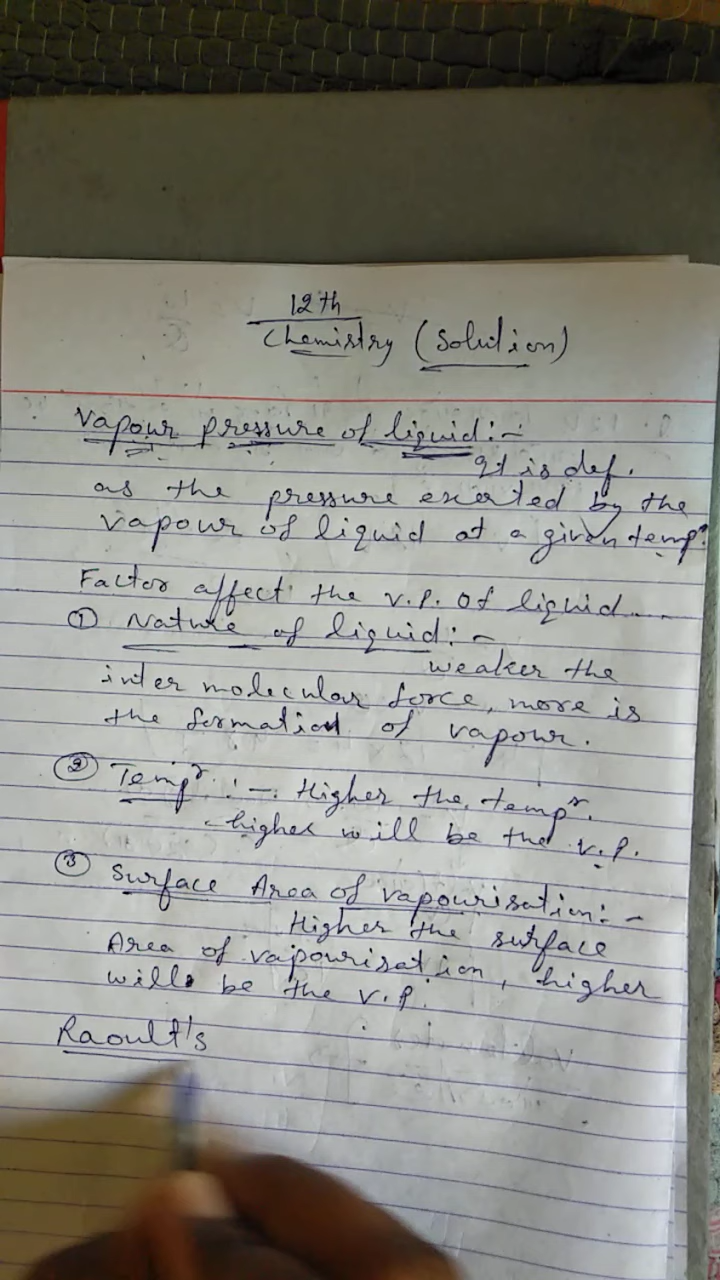 12th
Chemistry (Solution)
Vapour pressure of liquid:-
It is def.
as the pressure exerted by the
vapour of liquid at a given tempr.
Factor affect the v.p. of liquid...
① Nature of liquid:-
weaker the
inter molecular force, more is
the formation of vapour.
② Tempr :- Higher the tempr.
higher will be the v.p.
③ Surface Area of vapourisation:-
Higher the surface
Area of vapourisation, higher
will be the v.p.
Raoult's